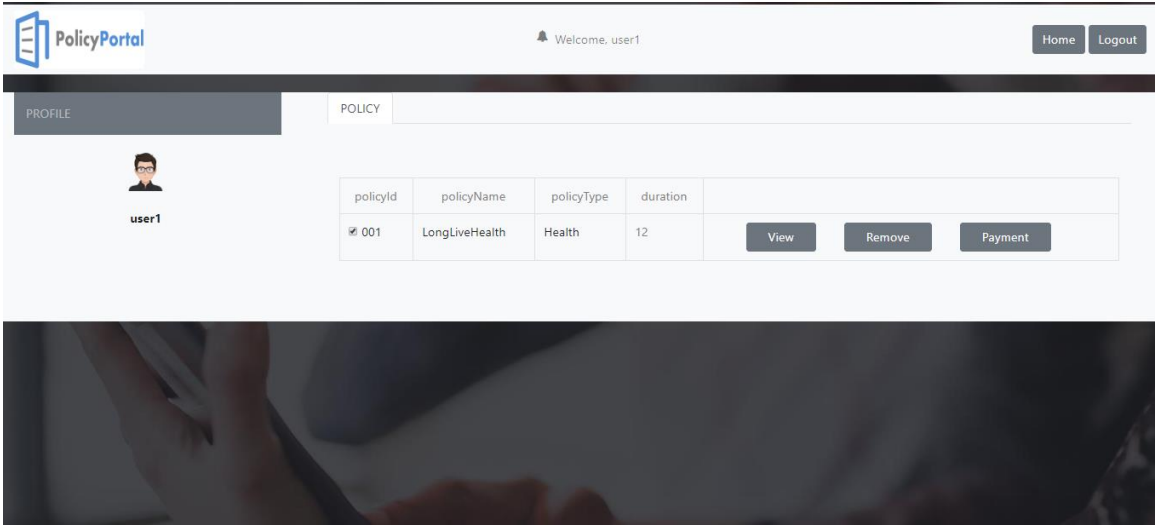 PolicyPortal
Welcome, user1
Home Logout
PROFILE
user1
POLICY
policyId policyName policyType duration
001 LongLiveHealth Health 12 View Remove Payment